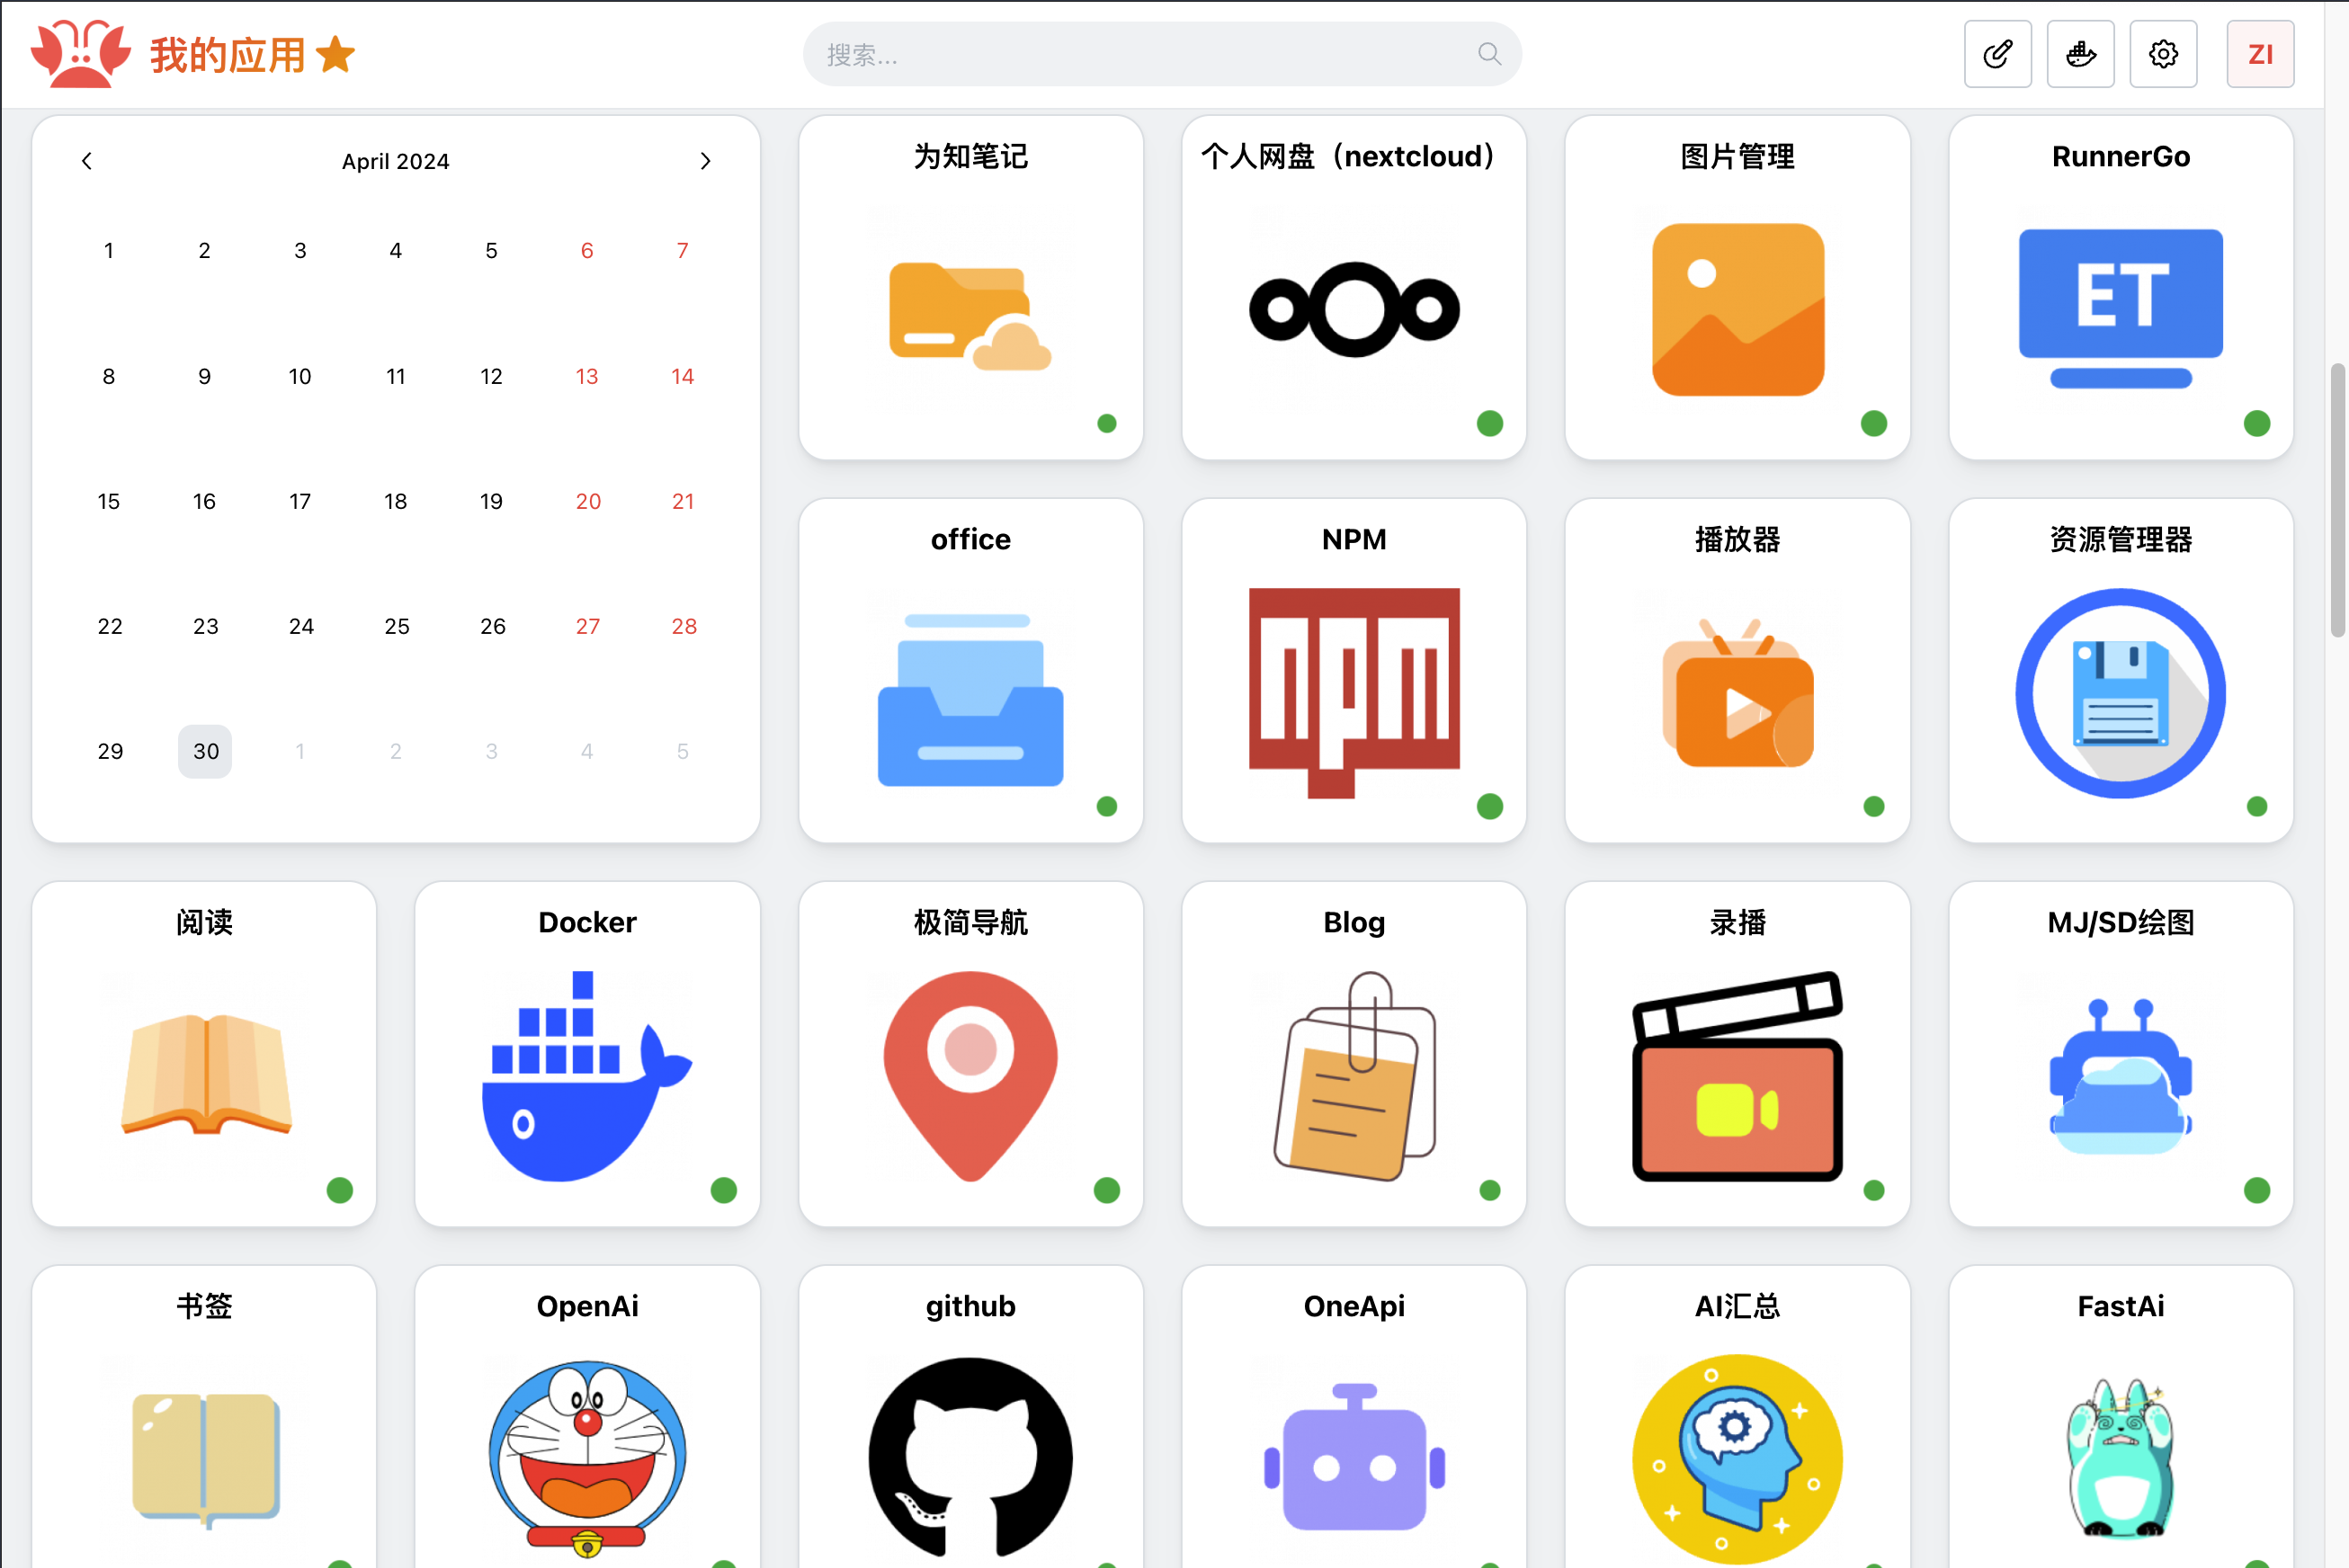 我的应用
搜索...
ZI
April 2024
1 2 3 4 5 6 7
8 9 10 11 12 13 14
15 16 17 18 19 20 21
22 23 24 25 26 27 28
29 30 1 2 3 4 5
为知笔记
个人网盘（nextcloud）
图片管理
RunnerGo
ET
office
NPM
npm
播放器
资源管理器
阅读
Docker
极简导航
Blog
录播
MJ/SD绘图
书签
OpenAi
github
OneApi
AI汇总
FastAi